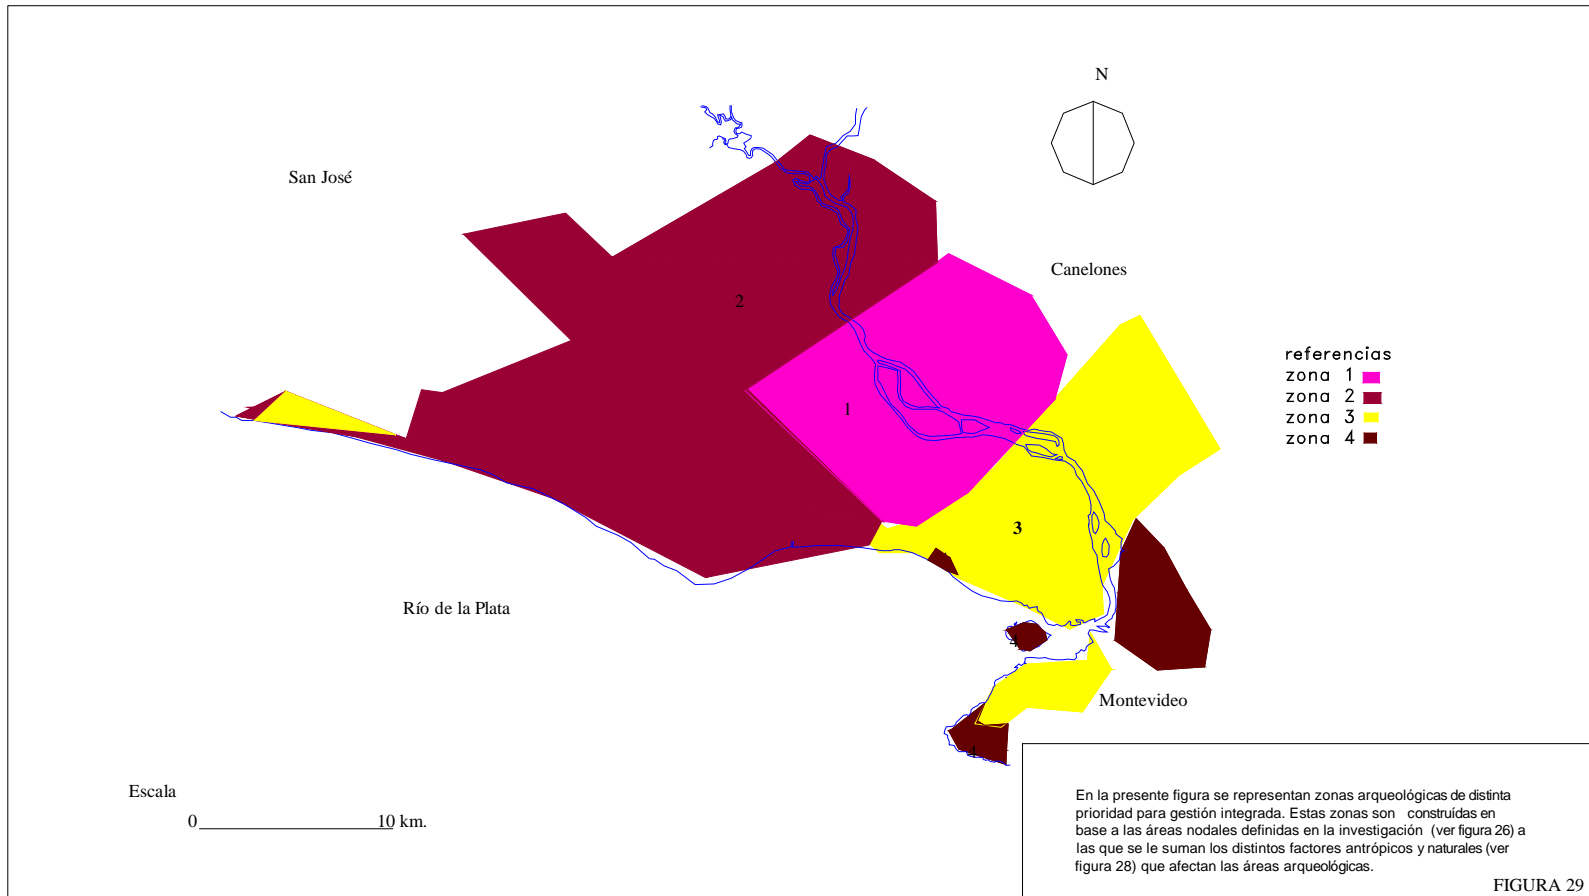 N
San José
Canelones
2
referencias
zona 1
zona 2
zona 3
zona 4
1
3
Río de la Plata
4
Montevideo
4
Escala
0 10 km.
En la presente figura se representan zonas arqueológicas de distinta
prioridad para gestión integrada. Estas zonas son construídas en
base a las áreas nodales definidas en la investigación (ver figura 26) a
las que se le suman los distintos factores antrópicos y naturales (ver
figura 28) que afectan las áreas arqueológicas.
FIGURA 29